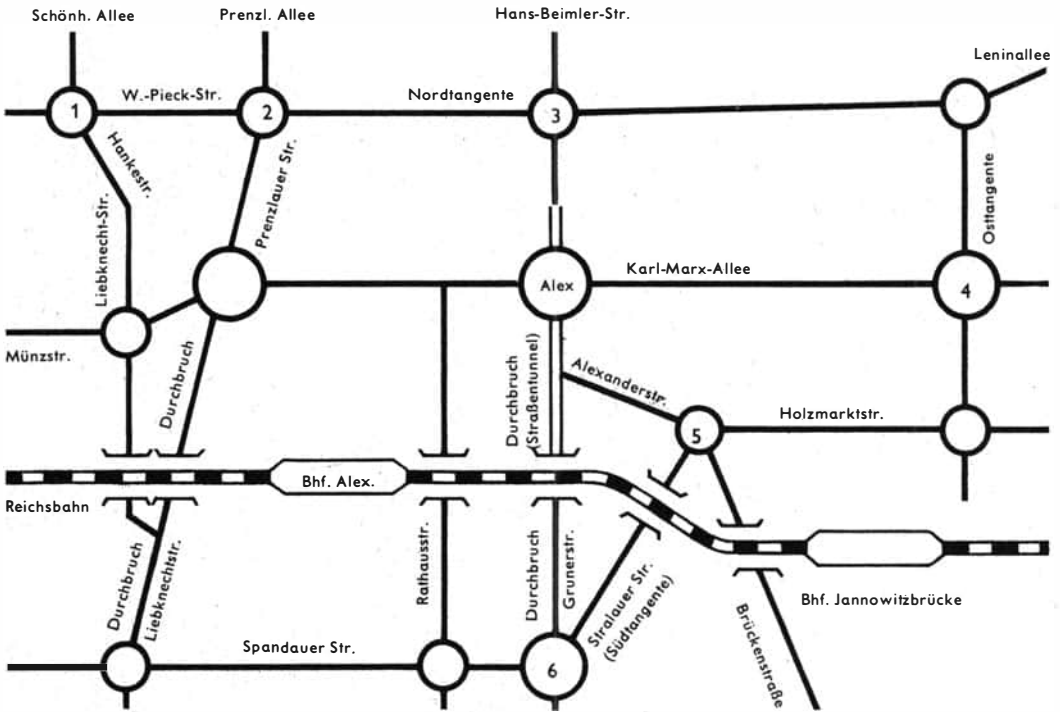 Schönh. Allee
Prenzl. Allee
Hans-Beimler-Str.
Leninallee
1
W.-Pieck-Str.
2
Nordtangente
3
Hankestr.
Prenzlauer Str.
Liebknecht-Str.
Osttangente
Alex
Karl-Marx-Allee
4
Münzstr.
Durchbruch
Durchbruch
(Straßentunnel)
Alexanderstr.
5
Holzmarktstr.
Reichsbahn
Bhf. Alex.
Durchbruch
Liebknechtstr.
Rathausstr.
Durchbruch
Grunerstr.
Stralauer Str.
(Südtangente)
Bhf. Jannowitzbrücke
Brückenstraße
Spandauer Str.
6